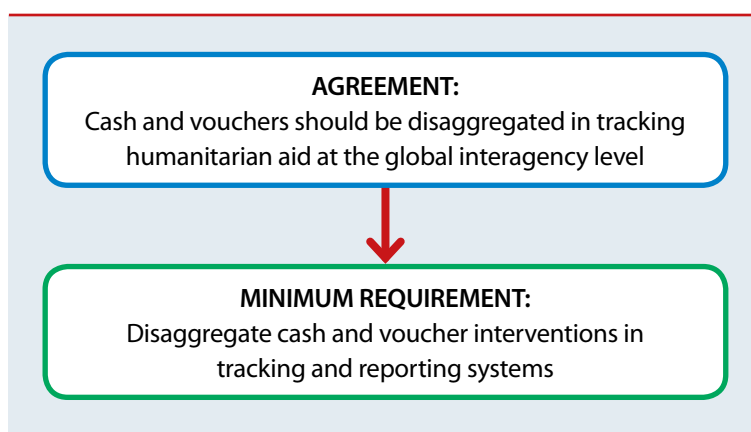 AGREEMENT:
Cash and vouchers should be disaggregated in tracking
humanitarian aid at the global interagency level
MINIMUM REQUIREMENT:
Disaggregate cash and voucher interventions in
tracking and reporting systems